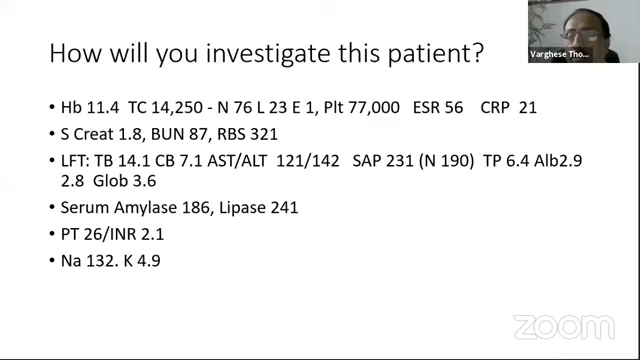 Varghese Tho...
How will you investigate this patient?
• Hb 11.4 TC 14,250 - N 76 L 23 E 1, Plt 77,000 ESR 56 CRP 21
• S Creat 1.8, BUN 87, RBS 321
• LFT: TB 14.1 CB 7.1 AST/ALT 121/142 SAP 231 (N 190) TP 6.4 Alb2.9
2.8 Glob 3.6
• Serum Amylase 186, Lipase 241
• PT 26/INR 2.1
• Na 132. K 4.9
zoom